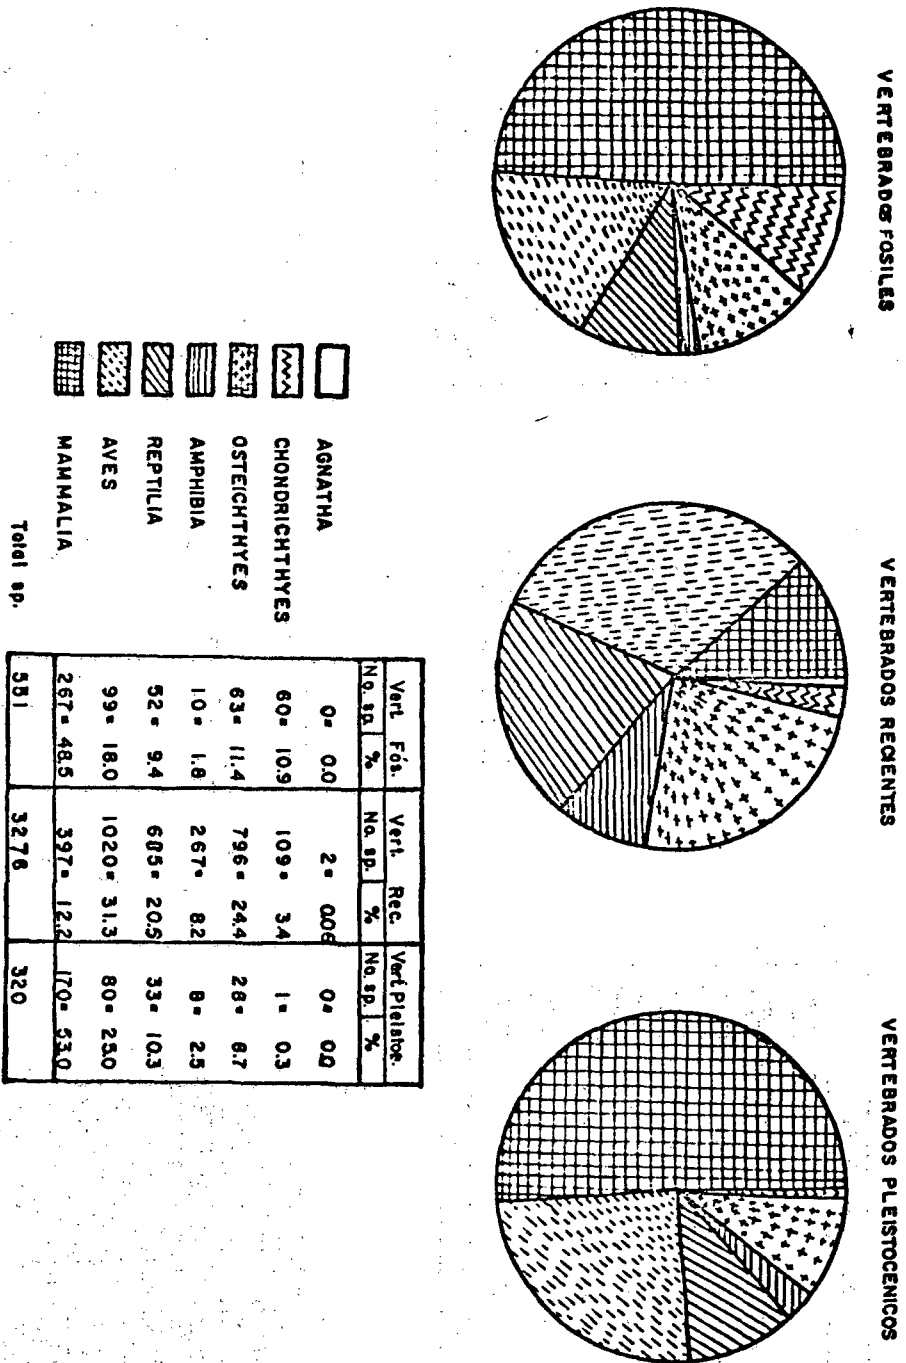 VERTEBRADOS FOSILES
VERTEBRADOS RECIENTES
VERTEBRADOS PLEISTOCENICOS
Vert. Fós. Vert. Rec. Vert. Pleistoc.
No. sp. % No. sp. % No. sp. %
AGNATHA 0= 0.0 2= 0.06 0= 0.0
CHONDRICHTHYES 60= 10.9 109= 3.4 1= 0.3
OSTEICHTHYES 63= 11.4 796= 24.4 28= 8.7
AMPHIBIA 10= 1.8 267= 8.2 8= 2.5
REPTILIA 52= 9.4 685= 20.5 33= 10.3
AVES 99= 18.0 1020= 31.3 80= 25.0
MAMMALIA 267= 48.5 397= 12.2 170= 53.0
Total sp. 551 3276 320